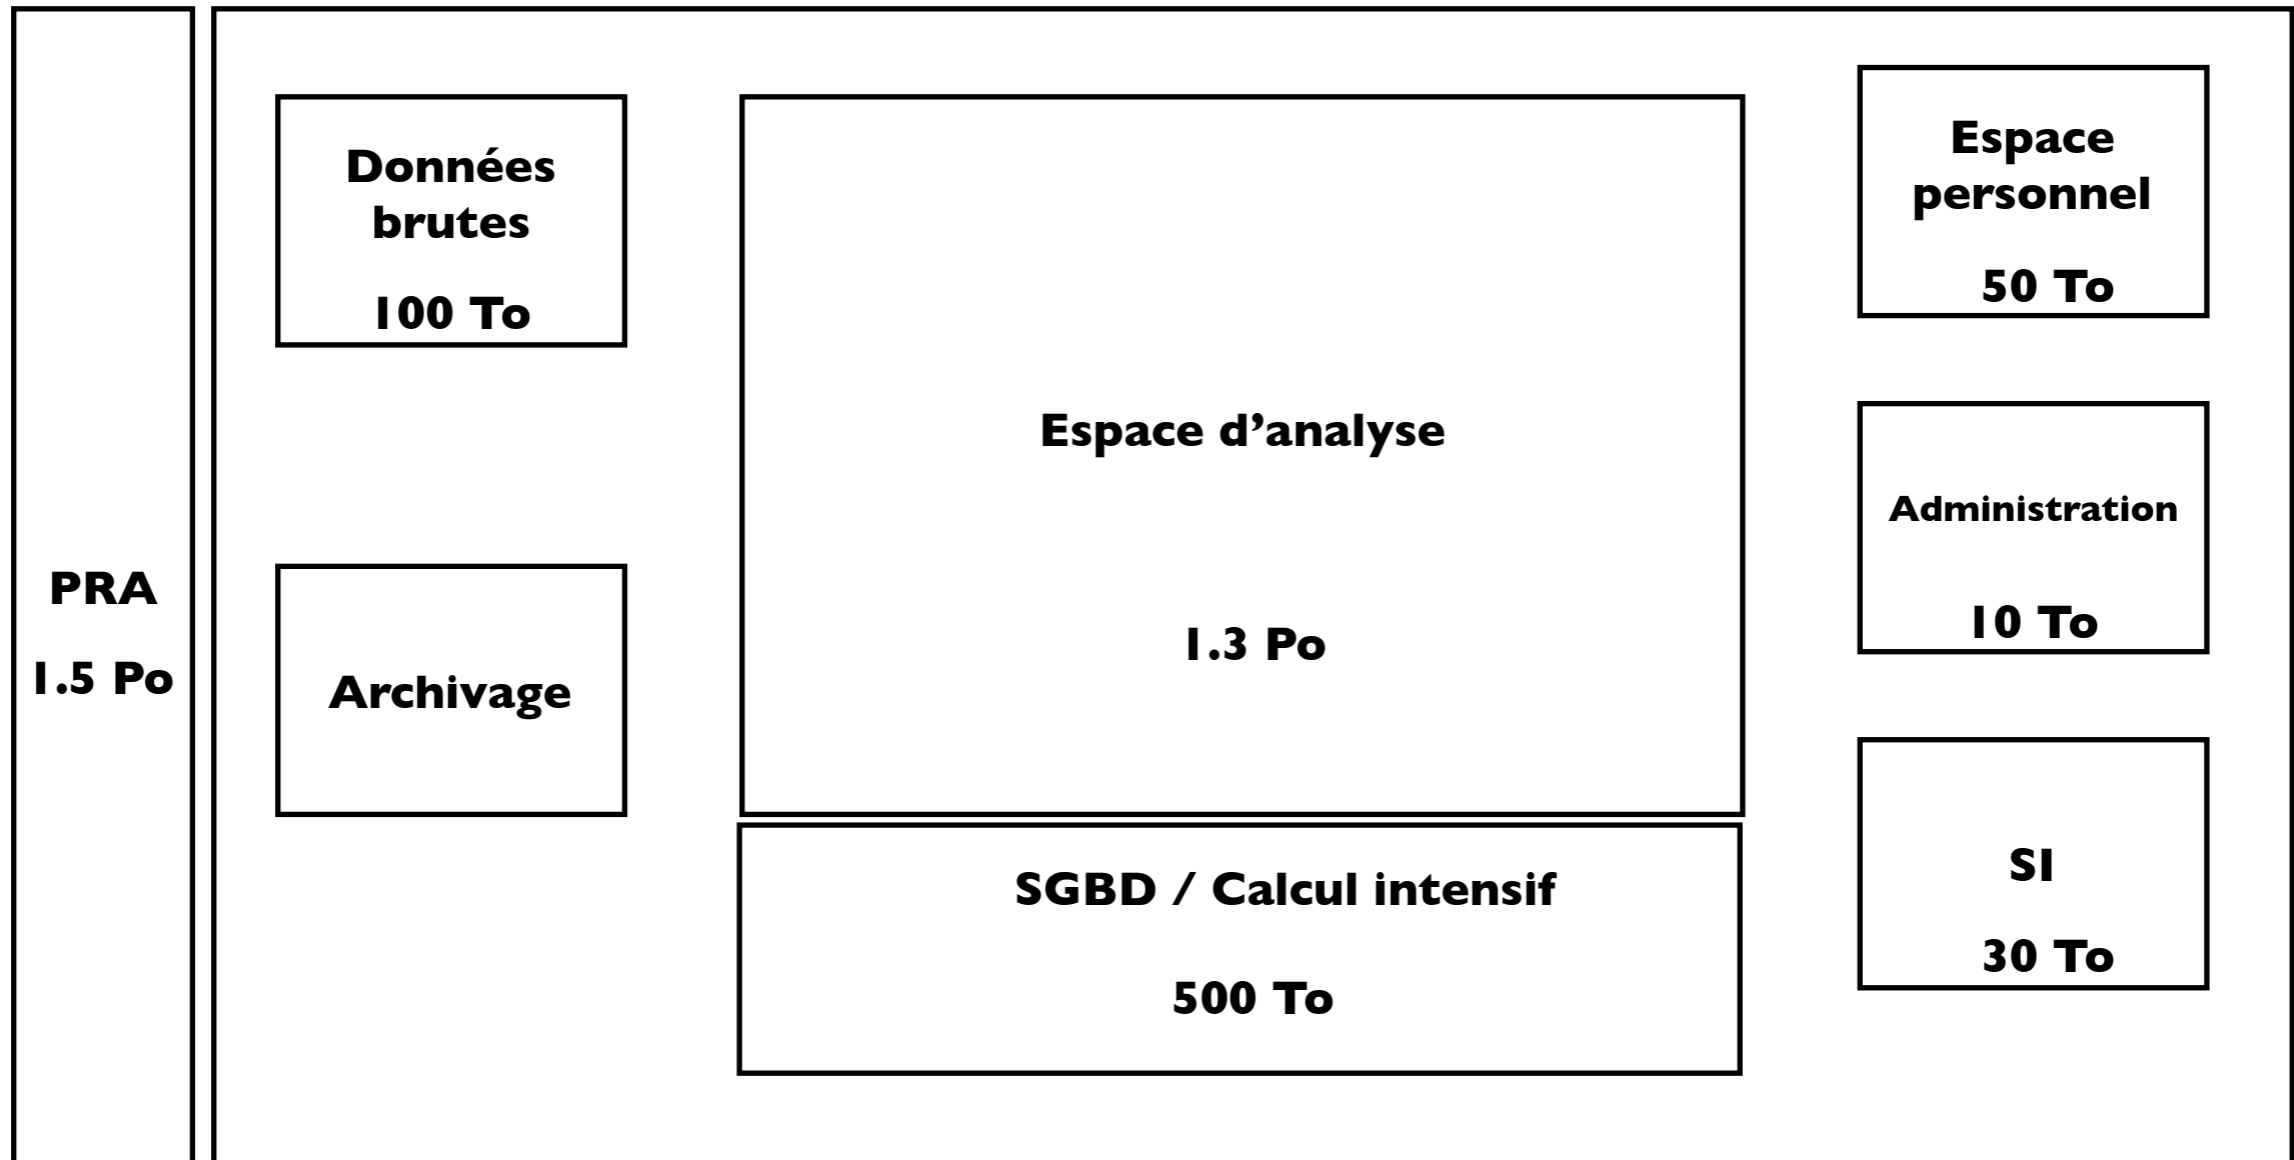 PRA
1.5 Po
Données
brutes
100 To
Archivage
Espace d’analyse
1.3 Po
SGBD / Calcul intensif
500 To
Espace
personnel
50 To
Administration
10 To
SI
30 To